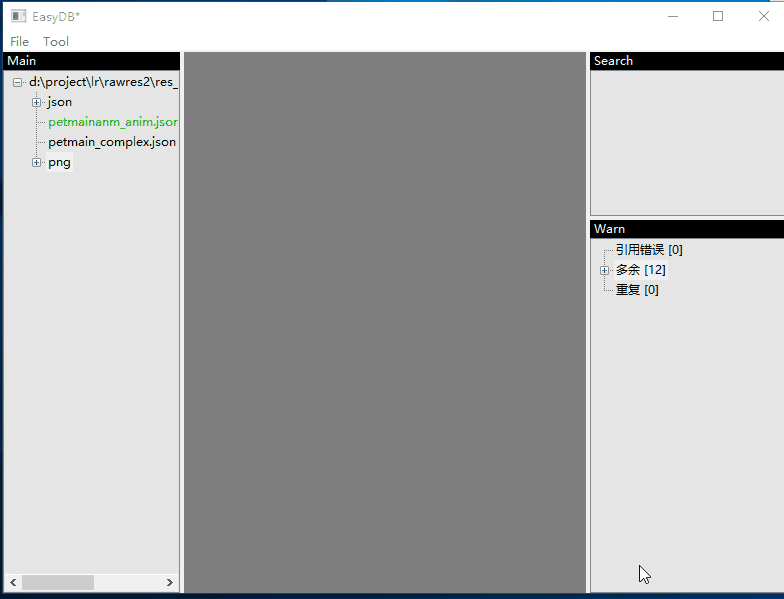 EasyDB*
File Tool
Main
d:\project\lr\rawres2\res_
json
petmainanm_anim.jsor
petmain_complex.json
png
Search
Warn
引用错误 [0]
多余 [12]
重复 [0]